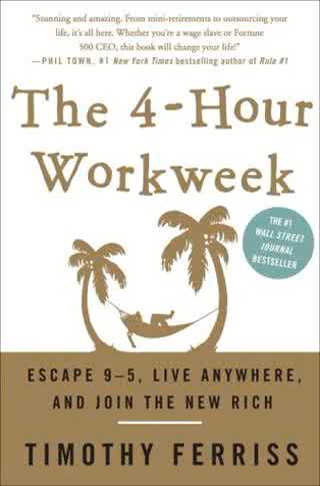 "Stunning and amazing. From mini-retirements to outsourcing your
life, it's all here. Whether you're a wage slave or Fortune
500 CEO, this book will change your life!"
—PHIL TOWN, #1 New York Times bestselling author of Rule #1
The 4-Hour
Workweek
THE #1
WALL STREET
JOURNAL
BESTSELLER
ESCAPE 9–5, LIVE ANYWHERE,
AND JOIN THE NEW RICH
TIMOTHY FERRISS